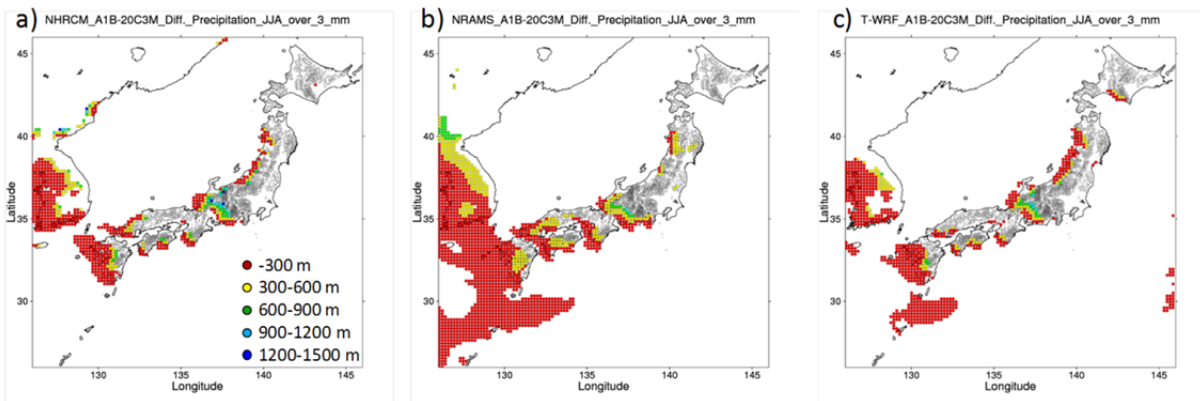 a) NHRCM_A1B-20C3M_Diff._Precipitation_JJA_over_3_mm
45
40
35
30
Latitude
130 135 140 145
Longitude
-300 m
300-600 m
600-900 m
900-1200 m
1200-1500 m
b) NRAMS_A1B-20C3M_Diff._Precipitation_JJA_over_3_mm
45
40
35
30
Latitude
130 135 140 145
Longitude
c) T-WRF_A1B-20C3M_Diff._Precipitation_JJA_over_3_mm
45
40
35
30
Latitude
130 135 140 145
Longitude